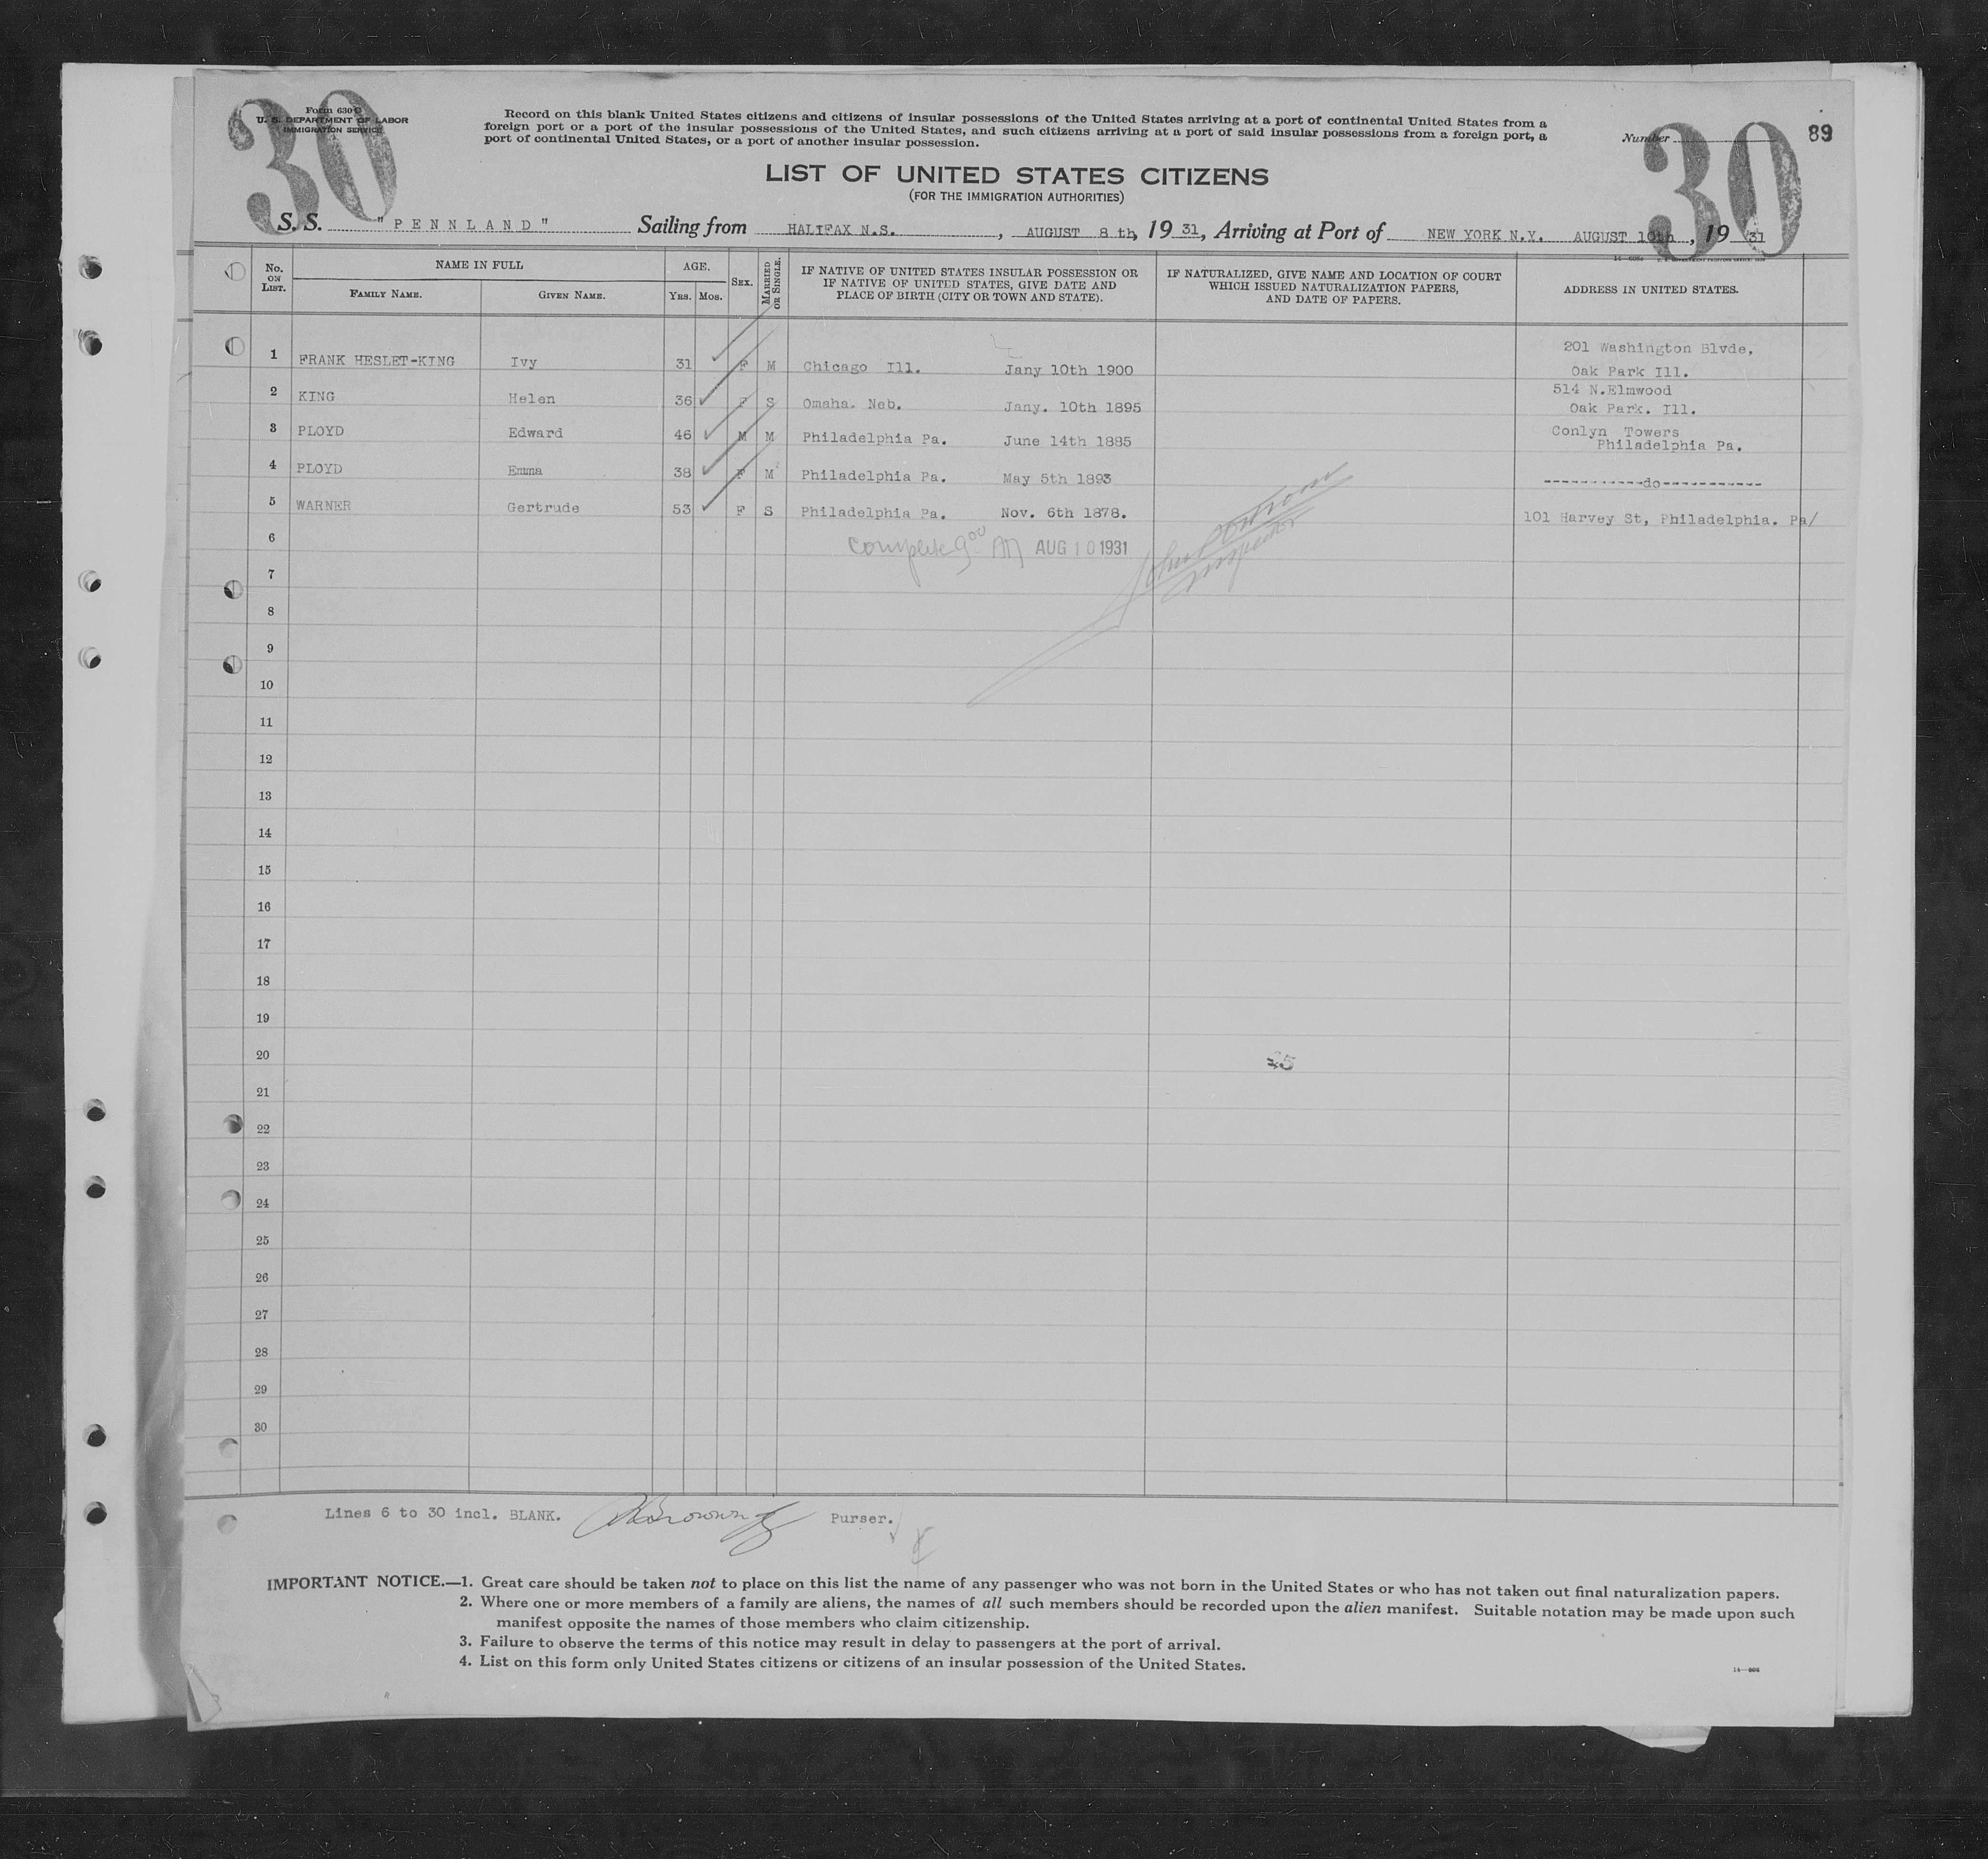 30
Form 630
U. S. DEPARTMENT OF LABOR
IMMIGRATION SERVICE
Record on this blank United States citizens and citizens of insular possessions of the United States arriving at a port of continental United States from a
foreign port or a port of the insular possessions of the United States, and such citizens arriving at a port of said insular possessions from a foreign port, a
port of continental United States, or a port of another insular possession.
Number
30
89
LIST OF UNITED STATES CITIZENS
(FOR THE IMMIGRATION AUTHORITIES)
S. S. "PENNLAND" Sailing from HALIFAX N.S. , AUGUST 8 th, 19 31, Arriving at Port of NEW YORK N.Y. AUGUST 10th , 19 31
No. ON LIST.
NAME IN FULL
FAMILY NAME.
GIVEN NAME.
AGE.
YRS. MOS.
SEX.
MARRIED OR SINGLE.
IF NATIVE OF UNITED STATES INSULAR POSSESSION OR
IF NATIVE OF UNITED STATES, GIVE DATE AND
PLACE OF BIRTH (CITY OR TOWN AND STATE).
IF NATURALIZED, GIVE NAME AND LOCATION OF COURT
WHICH ISSUED NATURALIZATION PAPERS,
AND DATE OF PAPERS.
ADDRESS IN UNITED STATES.
1 FRANK HESLET-KING Ivy 31 F M Chicago Ill. Jany 10th 1900 201 Washington Blvde,
Oak Park Ill.
2 KING Helen 36 F S Omaha. Neb. Jany. 10th 1895 514 N.Elmwood
Oak Park. Ill.
3 PLOYD Edward 46 M M Philadelphia Pa. June 14th 1885 Conlyn Towers
Philadelphia Pa.
4 PLOYD Emma 38 F M Philadelphia Pa. May 5th 1893 -----------do-----------
5 WARNER Gertrude 53 F S Philadelphia Pa. Nov. 6th 1878. 101 Harvey St, Philadelphia. Pa/
6 Complete 9 00 AM AUG 10 1931
Inspector
7
8
9
10
11
12
13
14
15
16
17
18
19
20
21
22
23
24
25
26
27
28
29
30
Lines 6 to 30 incl. BLANK. Purser.
IMPORTANT NOTICE.—1. Great care should be taken not to place on this list the name of any passenger who was not born in the United States or who has not taken out final naturalization papers.
2. Where one or more members of a family are aliens, the names of all such members should be recorded upon the alien manifest. Suitable notation may be made upon such
manifest opposite the names of those members who claim citizenship.
3. Failure to observe the terms of this notice may result in delay to passengers at the port of arrival.
4. List on this form only United States citizens or citizens of an insular possession of the United States.